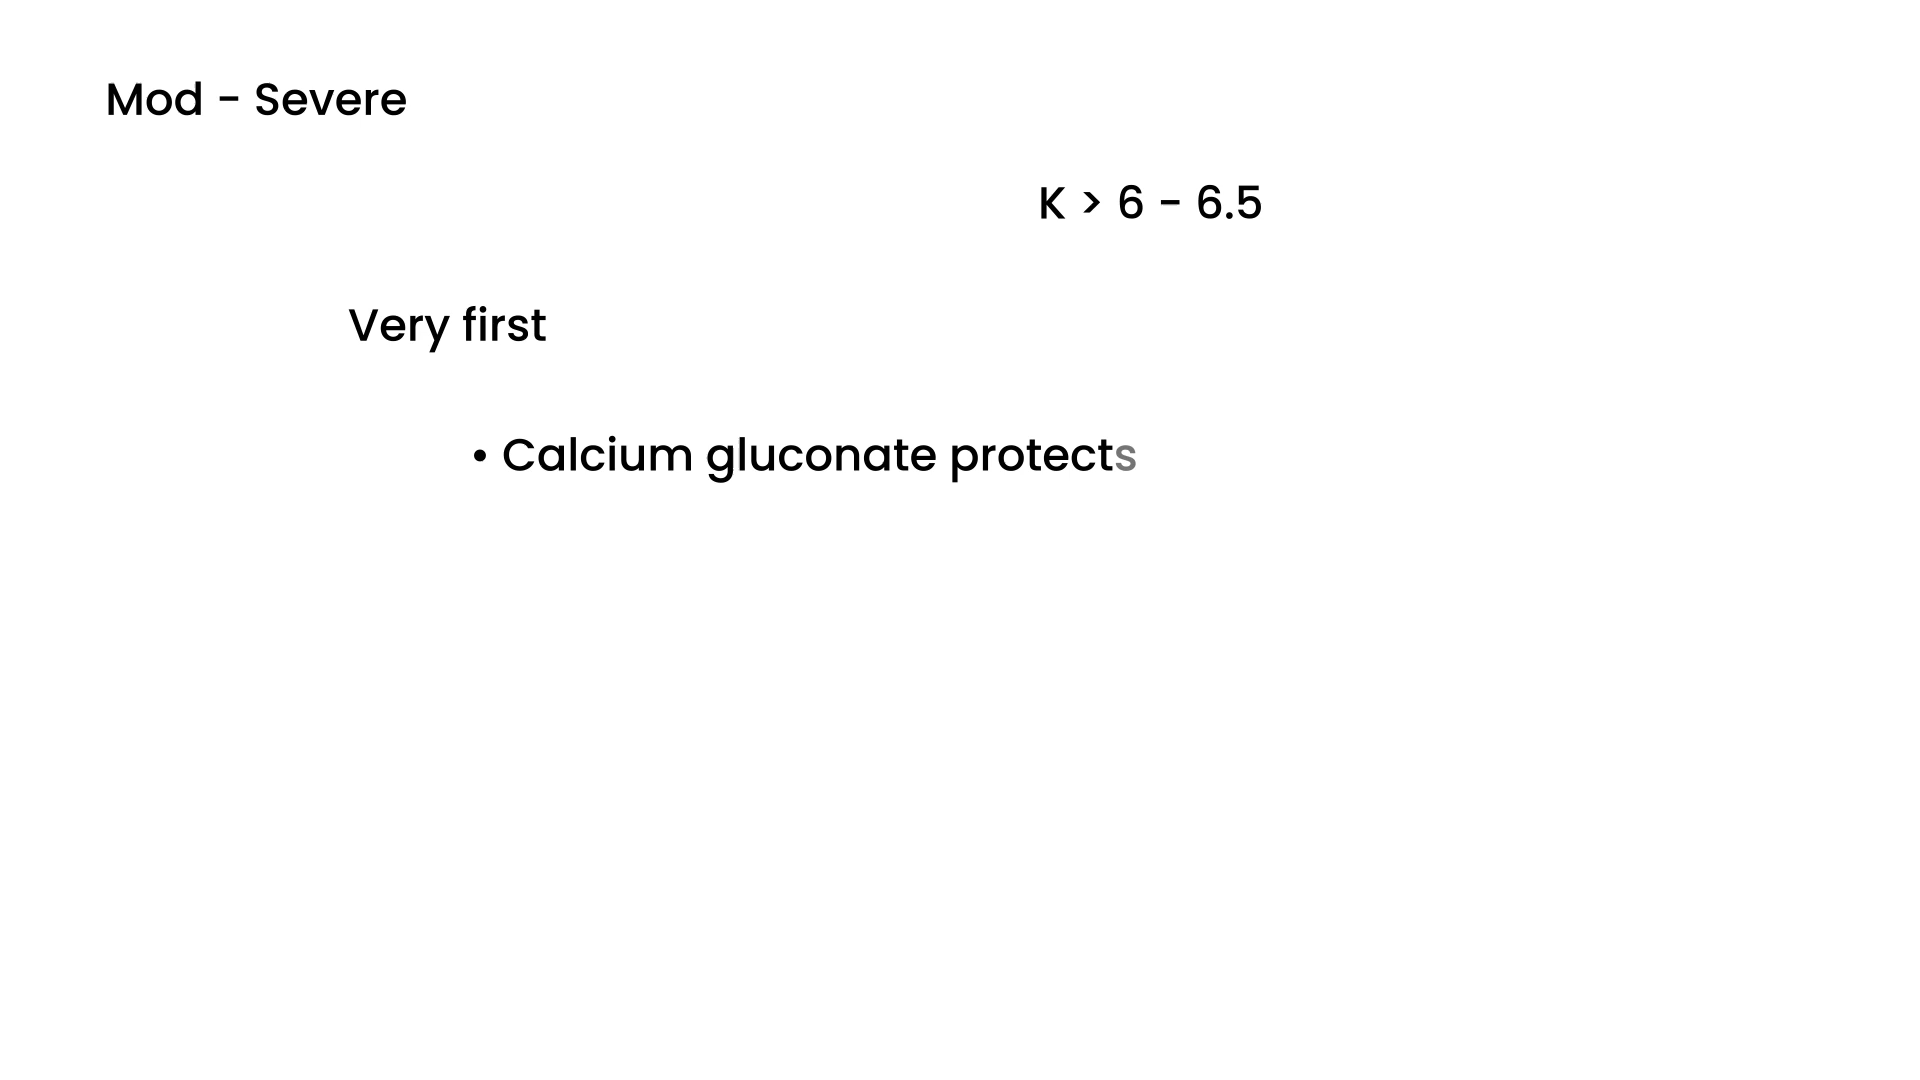 Mod - Severe
K > 6 - 6.5
Very first
• Calcium gluconate protects